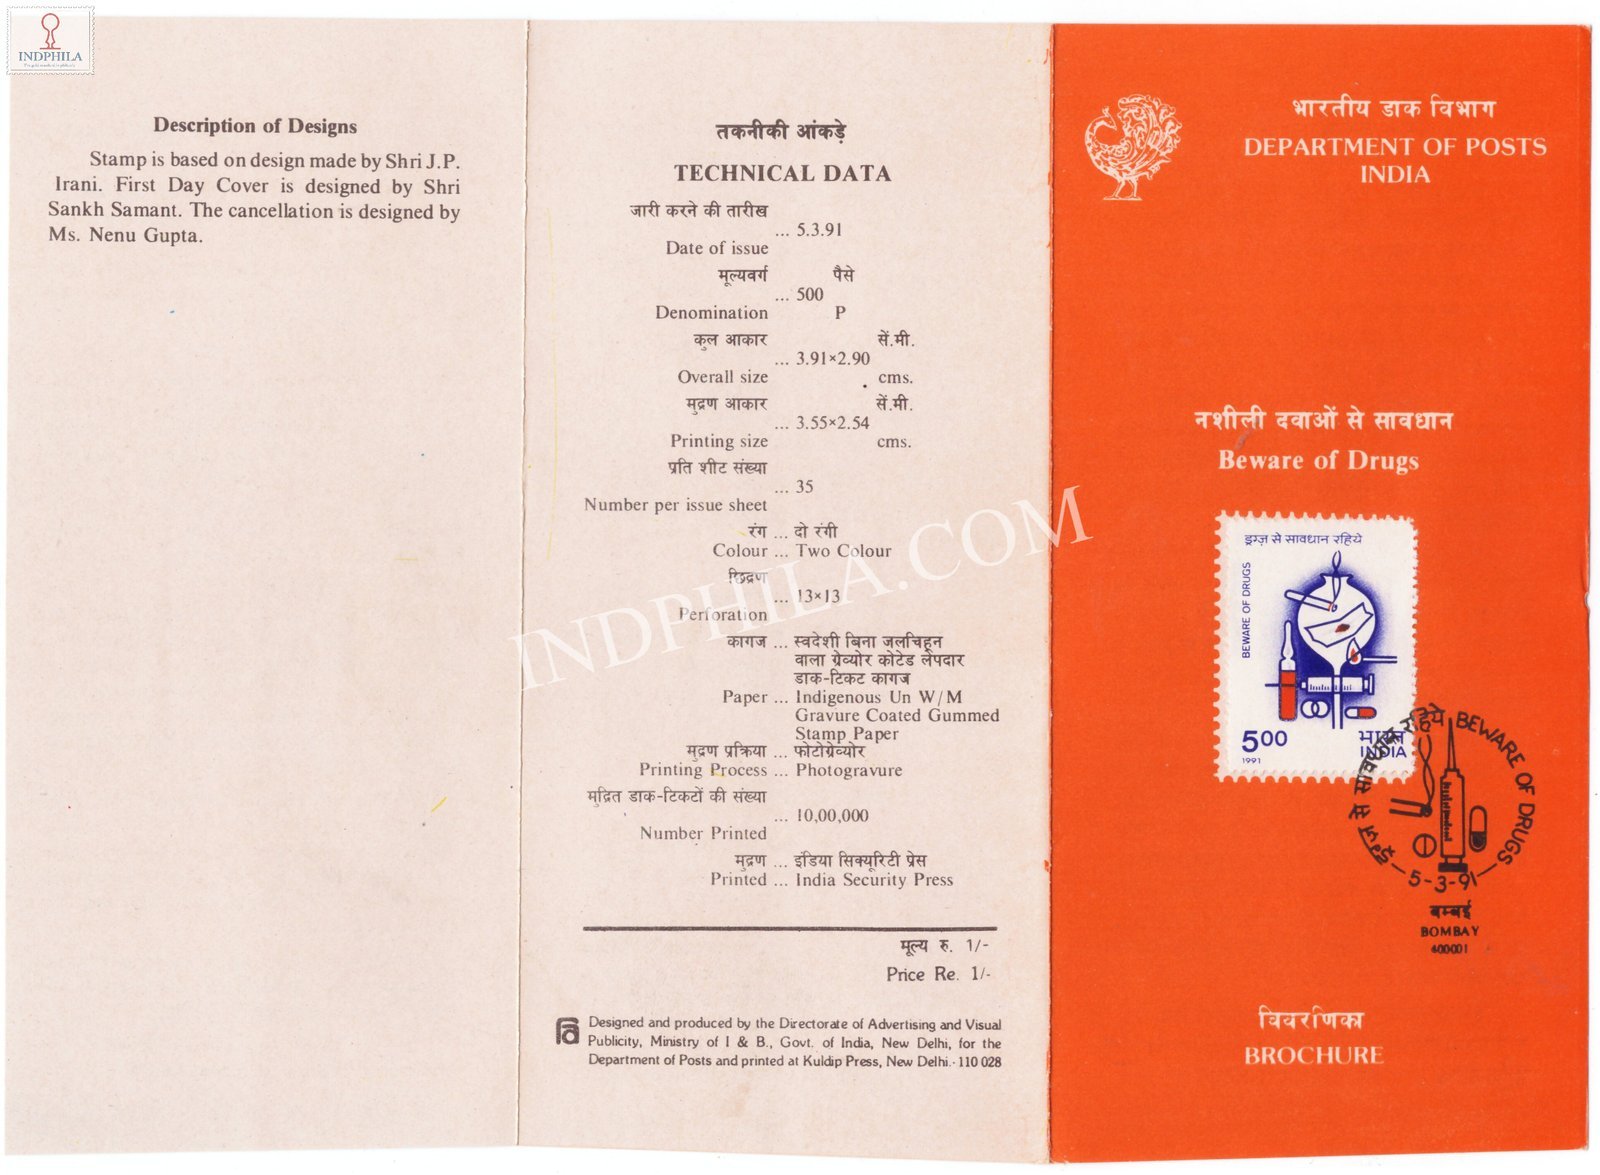 INDPHILA
Description of Designs
Stamp is based on design made by Shri J.P.
Irani. First Day Cover is designed by Shri
Sankh Samant. The cancellation is designed by
Ms. Nenu Gupta.
तकनीकी आंकड़े
TECHNICAL DATA
जारी करने की तारीख
... 5.3.91
Date of issue
मूल्यवर्ग पैसे
... 500
Denomination P
कुल आकार सें.मी.
... 3.91×2.90
Overall size cms.
मुद्रण आकार सें.मी.
... 3.55×2.54
Printing size cms.
प्रति शीट संख्या
... 35
Number per issue sheet
रंग ... दो रंगी
Colour ... Two Colour
छिद्रण
... 13×13
Perforation
कागज ... स्वदेशी बिना जलचिह्न
वाला ग्रेव्योर कोटेड लेपदार
डाक-टिकट कागज
Paper ... Indigenous Un W/M
Gravure Coated Gummed
Stamp Paper
मुद्रण प्रक्रिया ... फोटोग्रेव्योर
Printing Process ... Photogravure
मुद्रित डाक-टिकटों की संख्या
... 10,00,000
Number Printed
मुद्रण ... इंडिया सिक्यूरिटी प्रेस
Printed ... India Security Press
मूल्य रु. 1/-
Price Re. 1/-
Designed and produced by the Directorate of Advertising and Visual
Publicity, Ministry of I & B., Govt. of India, New Delhi, for the
Department of Posts and printed at Kuldip Press, New Delhi.-110 028
INDPHILA.COM
भारतीय डाक विभाग
DEPARTMENT OF POSTS
INDIA
नशीली दवाओं से सावधान
Beware of Drugs
ड्रग्ज़ से सावधान रहिये
BEWARE OF DRUGS
5.00
1991
भारत
INDIA
ड्रग्ज़ से सावधान रहिये BEWARE OF DRUGS
5-3-91
बम्बई
BOMBAY
400001
विवरणिका
BROCHURE